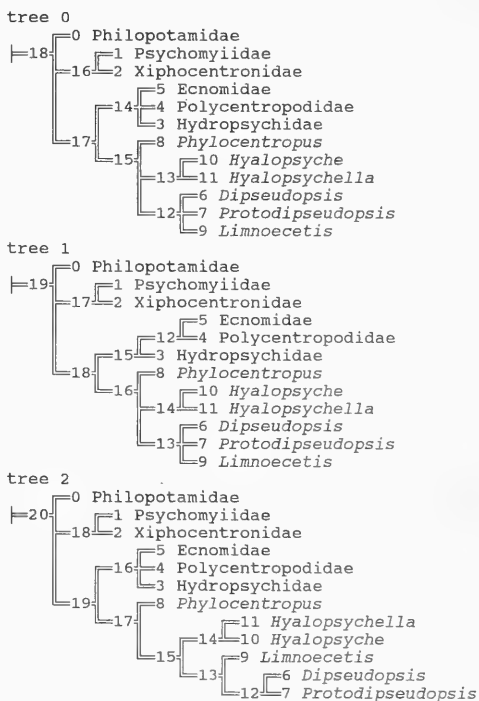 tree 0
0 Philopotamidae
18 1 Psychomyiidae
16 2 Xiphocentronidae
5 Ecnomidae
14 4 Polycentropodidae
17 3 Hydropsychidae
8 Phylocentropus
15 10 Hyalopsyche
13 11 Hyalopsychella
6 Dipseudopsis
12 7 Protodipseudopsis
9 Limnoecetis
tree 1
0 Philopotamidae
19 1 Psychomyiidae
17 2 Xiphocentronidae
5 Ecnomidae
12 4 Polycentropodidae
15 3 Hydropsychidae
18 8 Phylocentropus
16 10 Hyalopsyche
14 11 Hyalopsychella
6 Dipseudopsis
13 7 Protodipseudopsis
9 Limnoecetis
tree 2
0 Philopotamidae
20 1 Psychomyiidae
18 2 Xiphocentronidae
5 Ecnomidae
16 4 Polycentropodidae
3 Hydropsychidae
19 8 Phylocentropus
17 11 Hyalopsychella
14 10 Hyalopsyche
15 9 Limnoecetis
13 6 Dipseudopsis
12 7 Protodipseudopsis